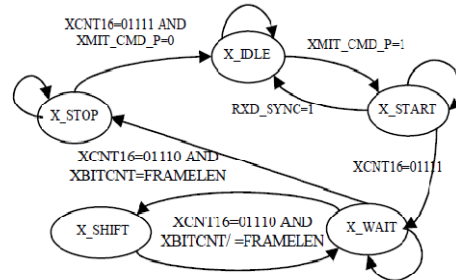 XCNT16=01111 AND
XMIT_CMD_P=0
X_IDLE
XMIT_CMD_P=1
X_STOP
RXD_SYNC=1
X_START
XCNT16=01110 AND
XBITCNT=FRAMELEN
XCNT16=01111
XCNT16=01110 AND
XBITCNT/ =FRAMELEN
X_SHIFT
X_WAIT